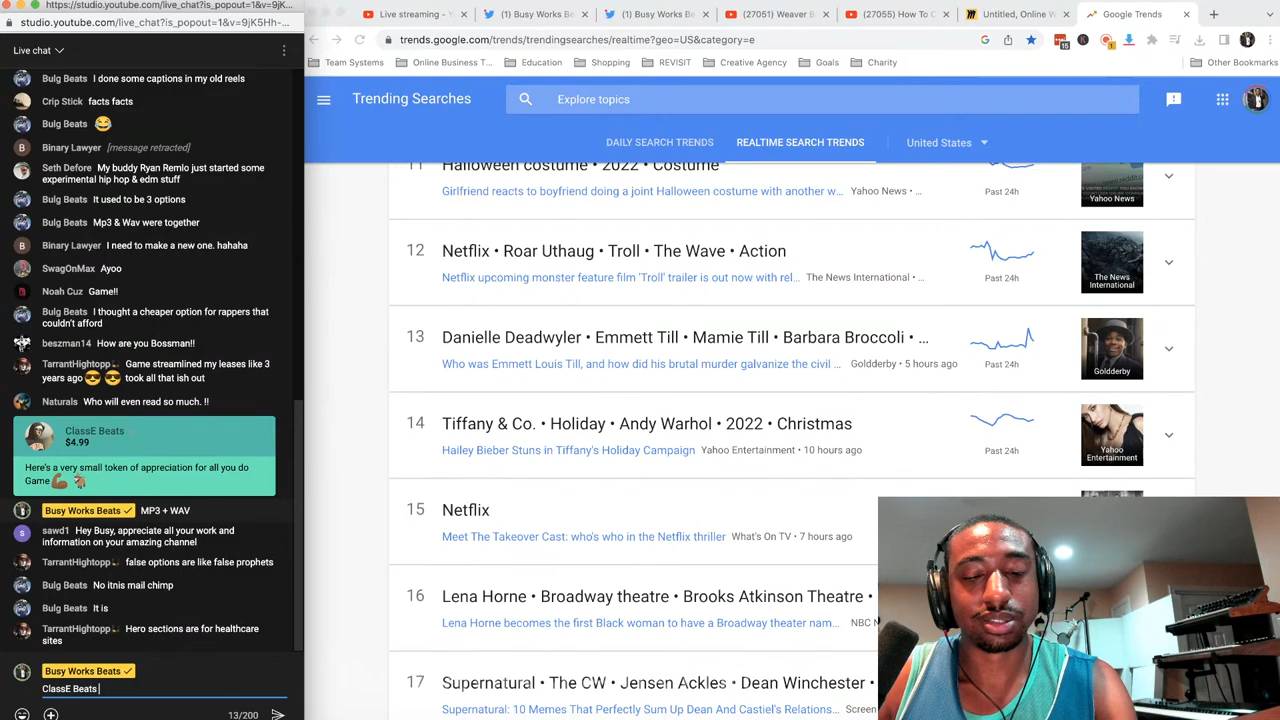 studio.youtube.com/live_chat?is_popout=1&v=9jK...
studio.youtube.com/live_chat?is_popout=1&v=9jK5Hh-...
Live chat
Bulg Beats I done some captions in my old reels
Crip Stick facts facts
Bulg Beats 😂
B Binary Lawyer [message retracted]
Seth Defore My buddy Ryan Remlo just started some
experimental hip hop & edm stuff
Bulg Beats It used to be 3 options
Bulg Beats Mp3 & Wav were together
B Binary Lawyer I need to make a new one. hahaha
SwagOnMax Ayoo
Noah Cuz Game!!
Bulg Beats I thought a cheaper option for rappers that
couldn't afford
beszman14 How are you Bossman!!
TarrantHightopp Game streamlined my leases like 3
years ago 😎 😎 took all that ish out
Naturals Who will even read so much. !!
ClassE Beats
$4.99
Here's a very small token of appreciation for all you do
Game 💪🏾 🐐
Busy Works Beats ✓ MP3 + WAV
S sawd1 Hey Busy, appreciate all your work and
information on your amazing channel
TarrantHightopp false options are like false prophets
Bulg Beats No itnis mail chimp
Bulg Beats It is
TarrantHightopp Hero sections are for healthcare
sites
Busy Works Beats ✓
ClassE Beats
13/200
Live streaming - Y
(1) Busy Works Be
(1) Busy Works Be
(27051) Weaver B
(27055) How To C
Untitled, Online W
Google Trends
trends.google.com/trends/trendingsearches/realtime?geo=US&category=e
15
1
Team Systems
Online Business T...
Education
Shopping
REVISIT
Creative Agency
Goals
Charity
Other Bookmarks
Trending Searches
Explore topics
DAILY SEARCH TRENDS
REALTIME SEARCH TRENDS
United States
11 Halloween costume • 2022 • Costume
Girlfriend reacts to boyfriend doing a joint Halloween costume with another w... Yahoo News • ...
Past 24h
Yahoo News
12 Netflix • Roar Uthaug • Troll • The Wave • Action
Netflix upcoming monster feature film 'Troll' trailer is out now with rel... The News International • ...
Past 24h
The News
International
13 Danielle Deadwyler • Emmett Till • Mamie Till • Barbara Broccoli • ...
Who was Emmett Louis Till, and how did his brutal murder galvanize the civil ... Goldderby • 5 hours ago
Past 24h
Goldderby
14 Tiffany & Co. • Holiday • Andy Warhol • 2022 • Christmas
Hailey Bieber Stuns in Tiffany's Holiday Campaign Yahoo Entertainment • 10 hours ago
Past 24h
Yahoo
Entertainment
15 Netflix
Meet The Takeover Cast: who's who in the Netflix thriller What's On TV • 7 hours ago
16 Lena Horne • Broadway theatre • Brooks Atkinson Theatre •
Lena Horne becomes the first Black woman to have a Broadway theater nam... NBC N
17 Supernatural • The CW • Jensen Ackles • Dean Winchester •
Supernatural: 10 Memes That Perfectly Sum Up Dean And Castiel's Relations... Screen